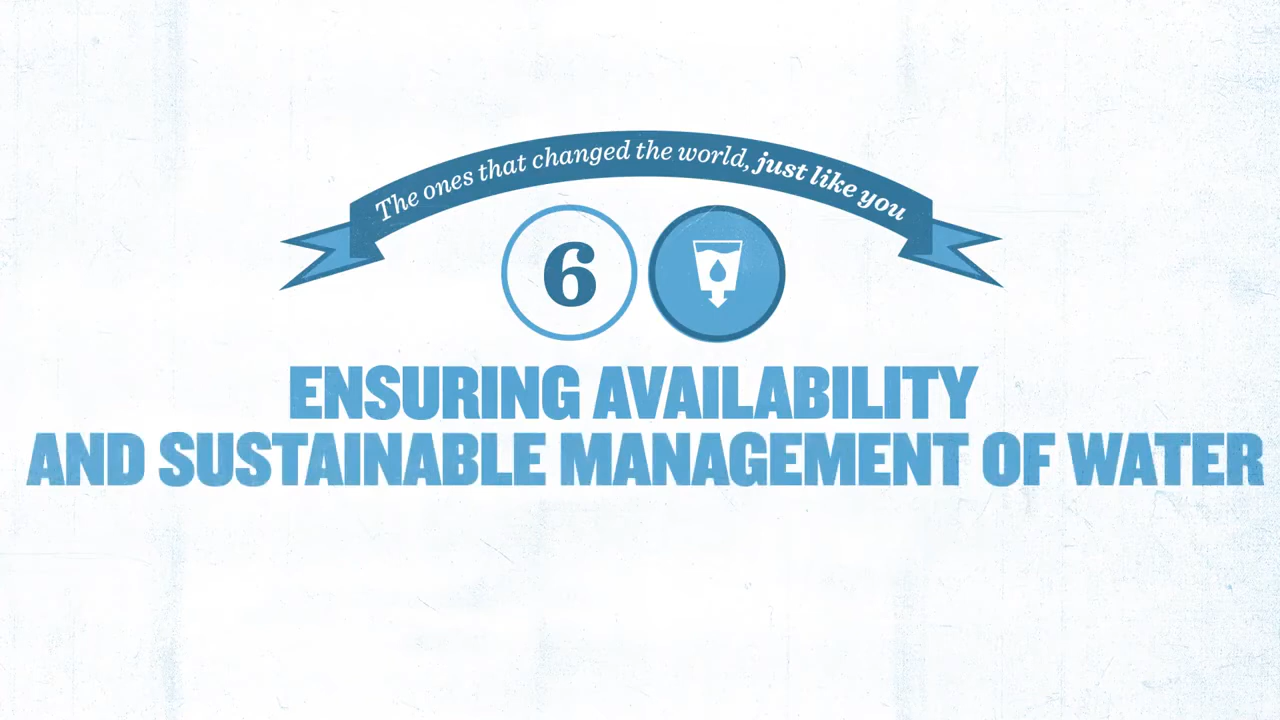 The ones that changed the world, just like you
6
ENSURING AVAILABILITY
AND SUSTAINABLE MANAGEMENT OF WATER